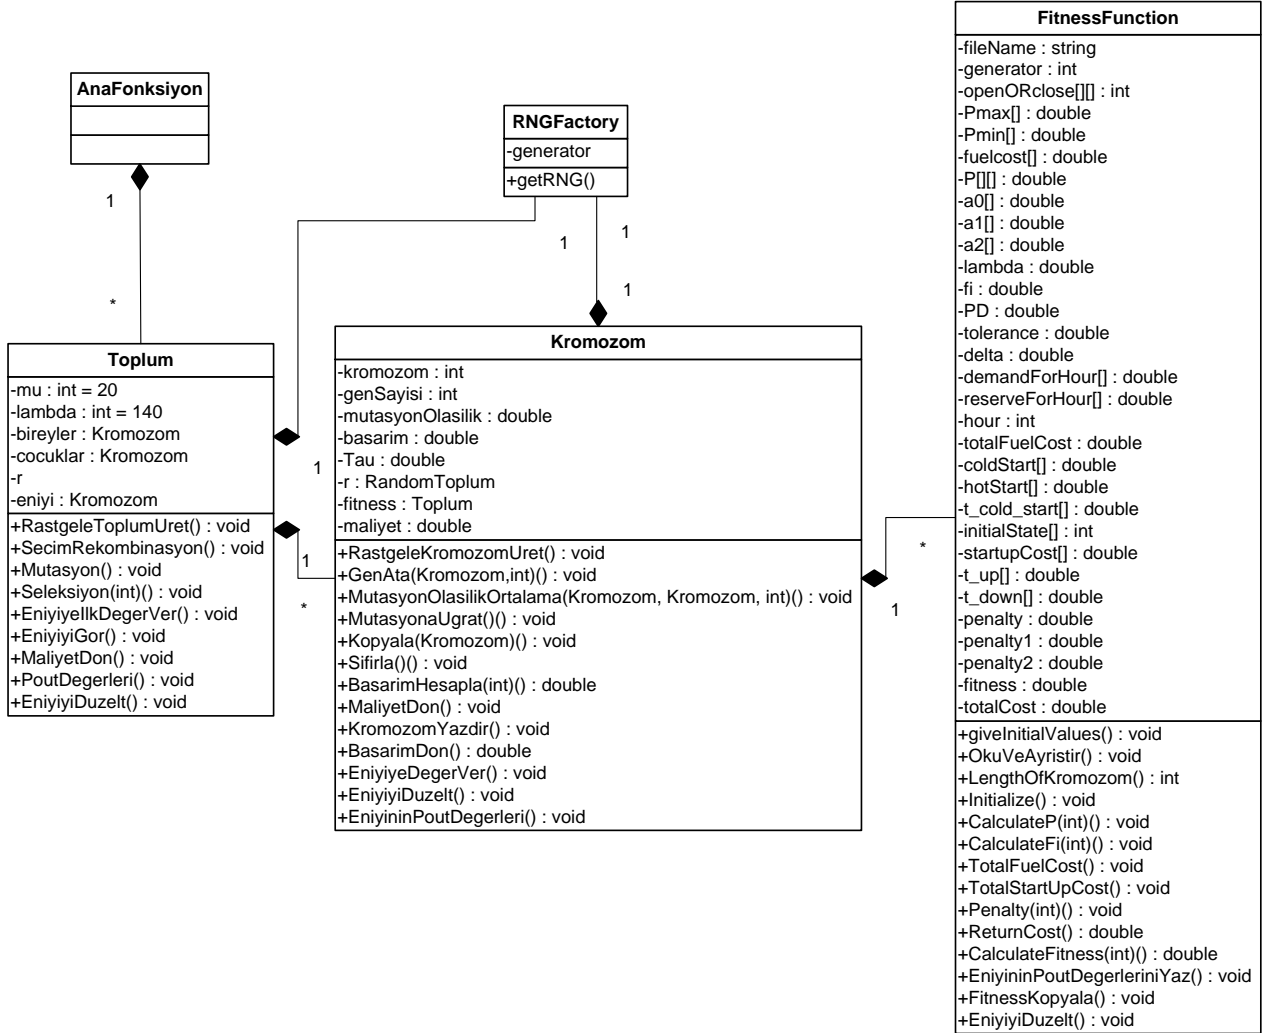 AnaFonksiyon
1
*
RNGFactory
-generator
+getRNG()
1
1
1
Toplum
-mu : int = 20
-lambda : int = 140
-bireyler : Kromozom
-cocuklar : Kromozom
-r
-eniyi : Kromozom
+RastgeleToplumUret() : void
+SecimRekombinasyon() : void
+Mutasyon() : void
+Seleksiyon(int)() : void
+EniyiyeIlkDegerVer() : void
+EniyiyiGor() : void
+MaliyetDon() : void
+PoutDegerleri() : void
+EniyiyiDuzelt() : void
1
1
*
Kromozom
-kromozom : int
-genSayisi : int
-mutasyonOlasilik : double
-basarim : double
-Tau : double
-r : RandomToplum
-fitness : Toplum
-maliyet : double
+RastgeleKromozomUret() : void
+GenAta(Kromozom,int)() : void
+MutasyonOlasilikOrtalama(Kromozom, Kromozom, int)() : void
+MutasyonaUgrat()() : void
+Kopyala(Kromozom)() : void
+Sifirla()() : void
+BasarimHesapla(int)() : double
+MaliyetDon() : void
+KromozomYazdir() : void
+BasarimDon() : double
+EniyiyeDegerVer() : void
+EniyiyiDuzelt() : void
+EniyininPoutDegerleri() : void
*
1
FitnessFunction
-fileName : string
-generator : int
-openORclose[][] : int
-Pmax[] : double
-Pmin[] : double
-fuelcost[] : double
-P[][] : double
-a0[] : double
-a1[] : double
-a2[] : double
-lambda : double
-fi : double
-PD : double
-tolerance : double
-delta : double
-demandForHour[] : double
-reserveForHour[] : double
-hour : int
-totalFuelCost : double
-coldStart[] : double
-hotStart[] : double
-t_cold_start[] : double
-initialState[] : int
-startupCost[] : double
-t_up[] : double
-t_down[] : double
-penalty : double
-penalty1 : double
-penalty2 : double
-fitness : double
-totalCost : double
+giveInitialValues() : void
+OkuVeAyristir() : void
+LengthOfKromozom() : int
+Initialize() : void
+CalculateP(int)() : void
+CalculateFi(int)() : void
+TotalFuelCost() : void
+TotalStartUpCost() : void
+Penalty(int)() : void
+ReturnCost() : double
+CalculateFitness(int)() : double
+EniyininPoutDegerleriniYaz() : void
+FitnessKopyala() : void
+EniyiyiDuzelt() : void